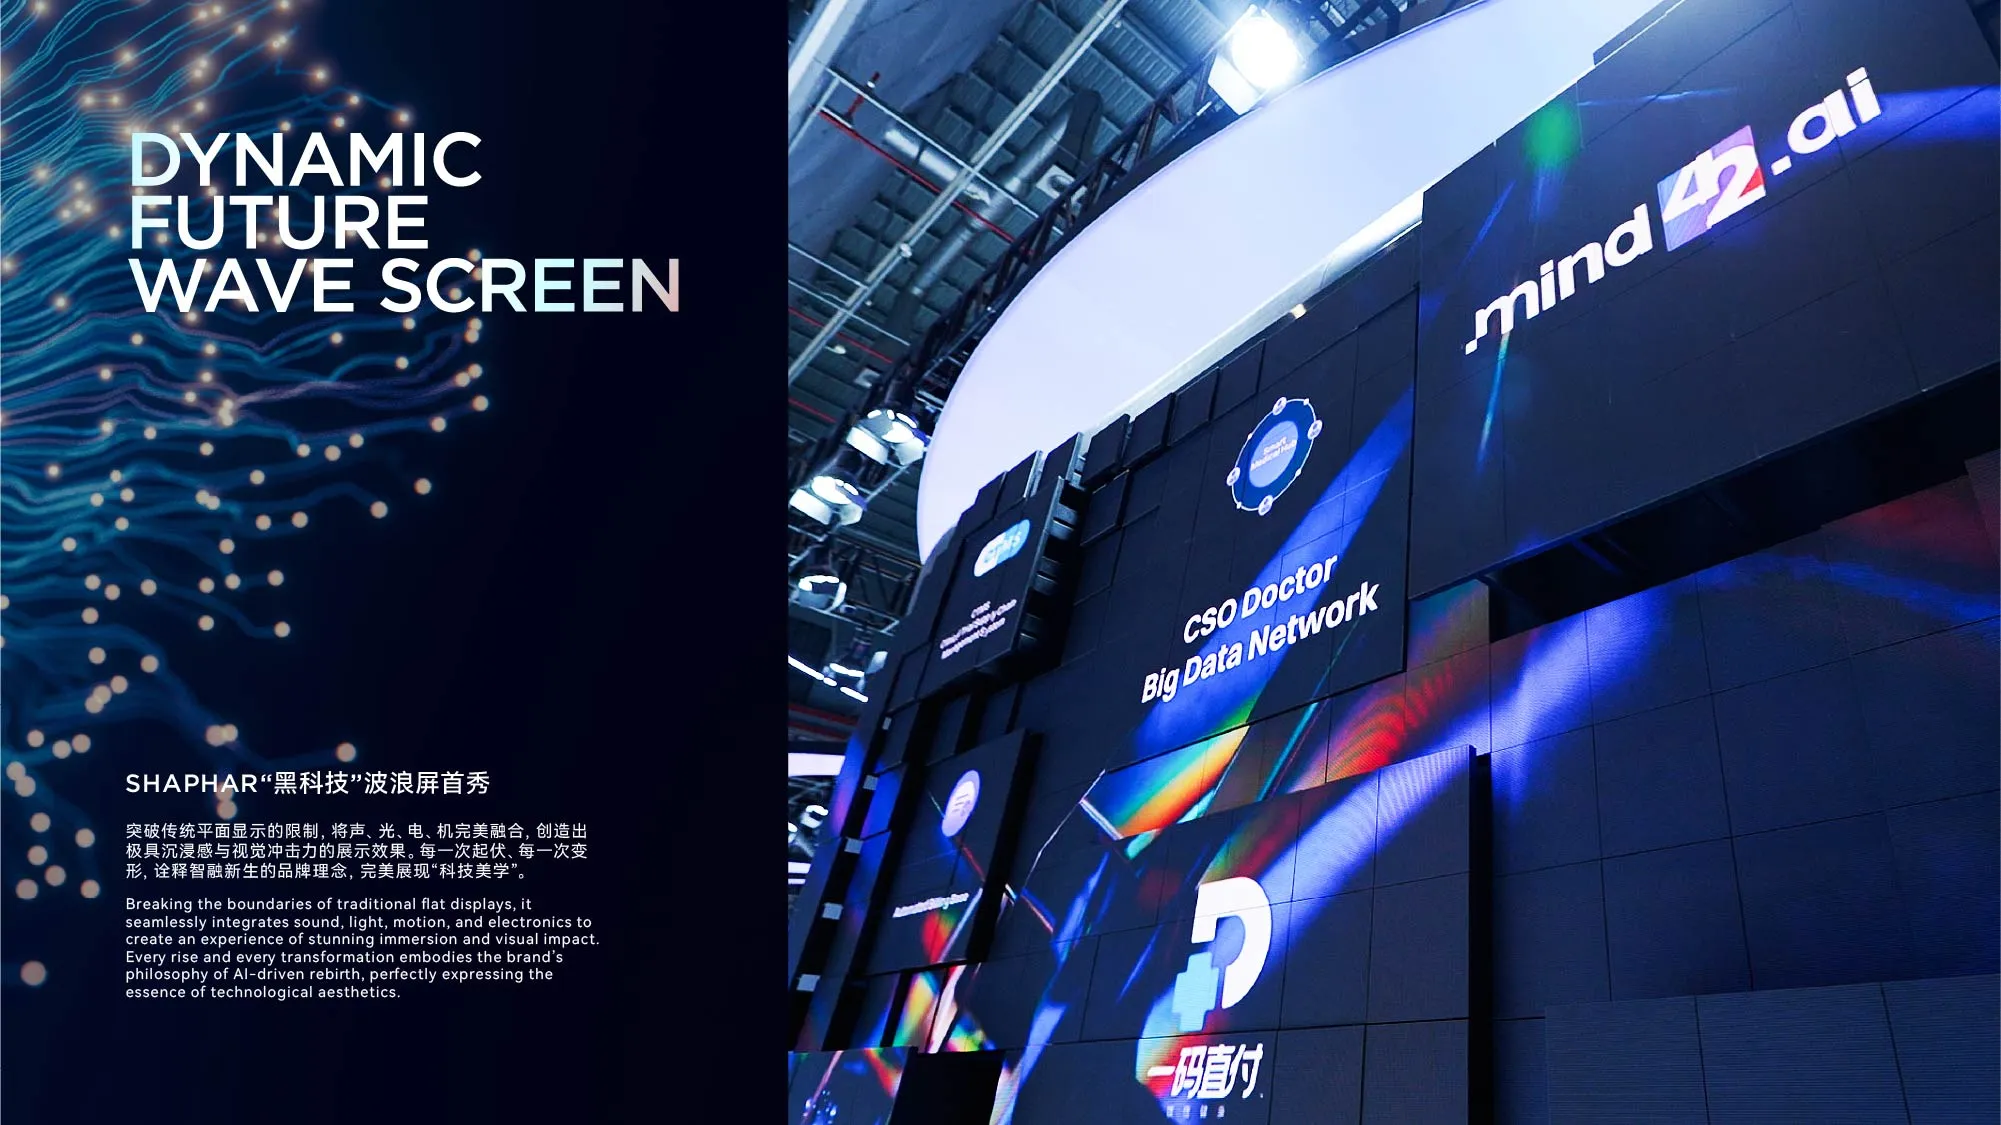 DYNAMIC
FUTURE
WAVE SCREEN
SHAPHAR“黑科技”波浪屏首秀
突破传统平面显示的限制, 将声、光、电、机完美融合, 创造出
极具沉浸感与视觉冲击力的展示效果。每一次起伏、每一次变
形, 诠释智融新生的品牌理念, 完美展现“科技美学”。
Breaking the boundaries of traditional flat displays, it
seamlessly integrates sound, light, motion, and electronics to
create an experience of stunning immersion and visual impact.
Every rise and every transformation embodies the brand’s
philosophy of AI-driven rebirth, perfectly expressing the
essence of technological aesthetics.
.mind42.ai
Smart
Medical Hub
CSO Doctor
Big Data Network
CTMS
Management System
一码直付